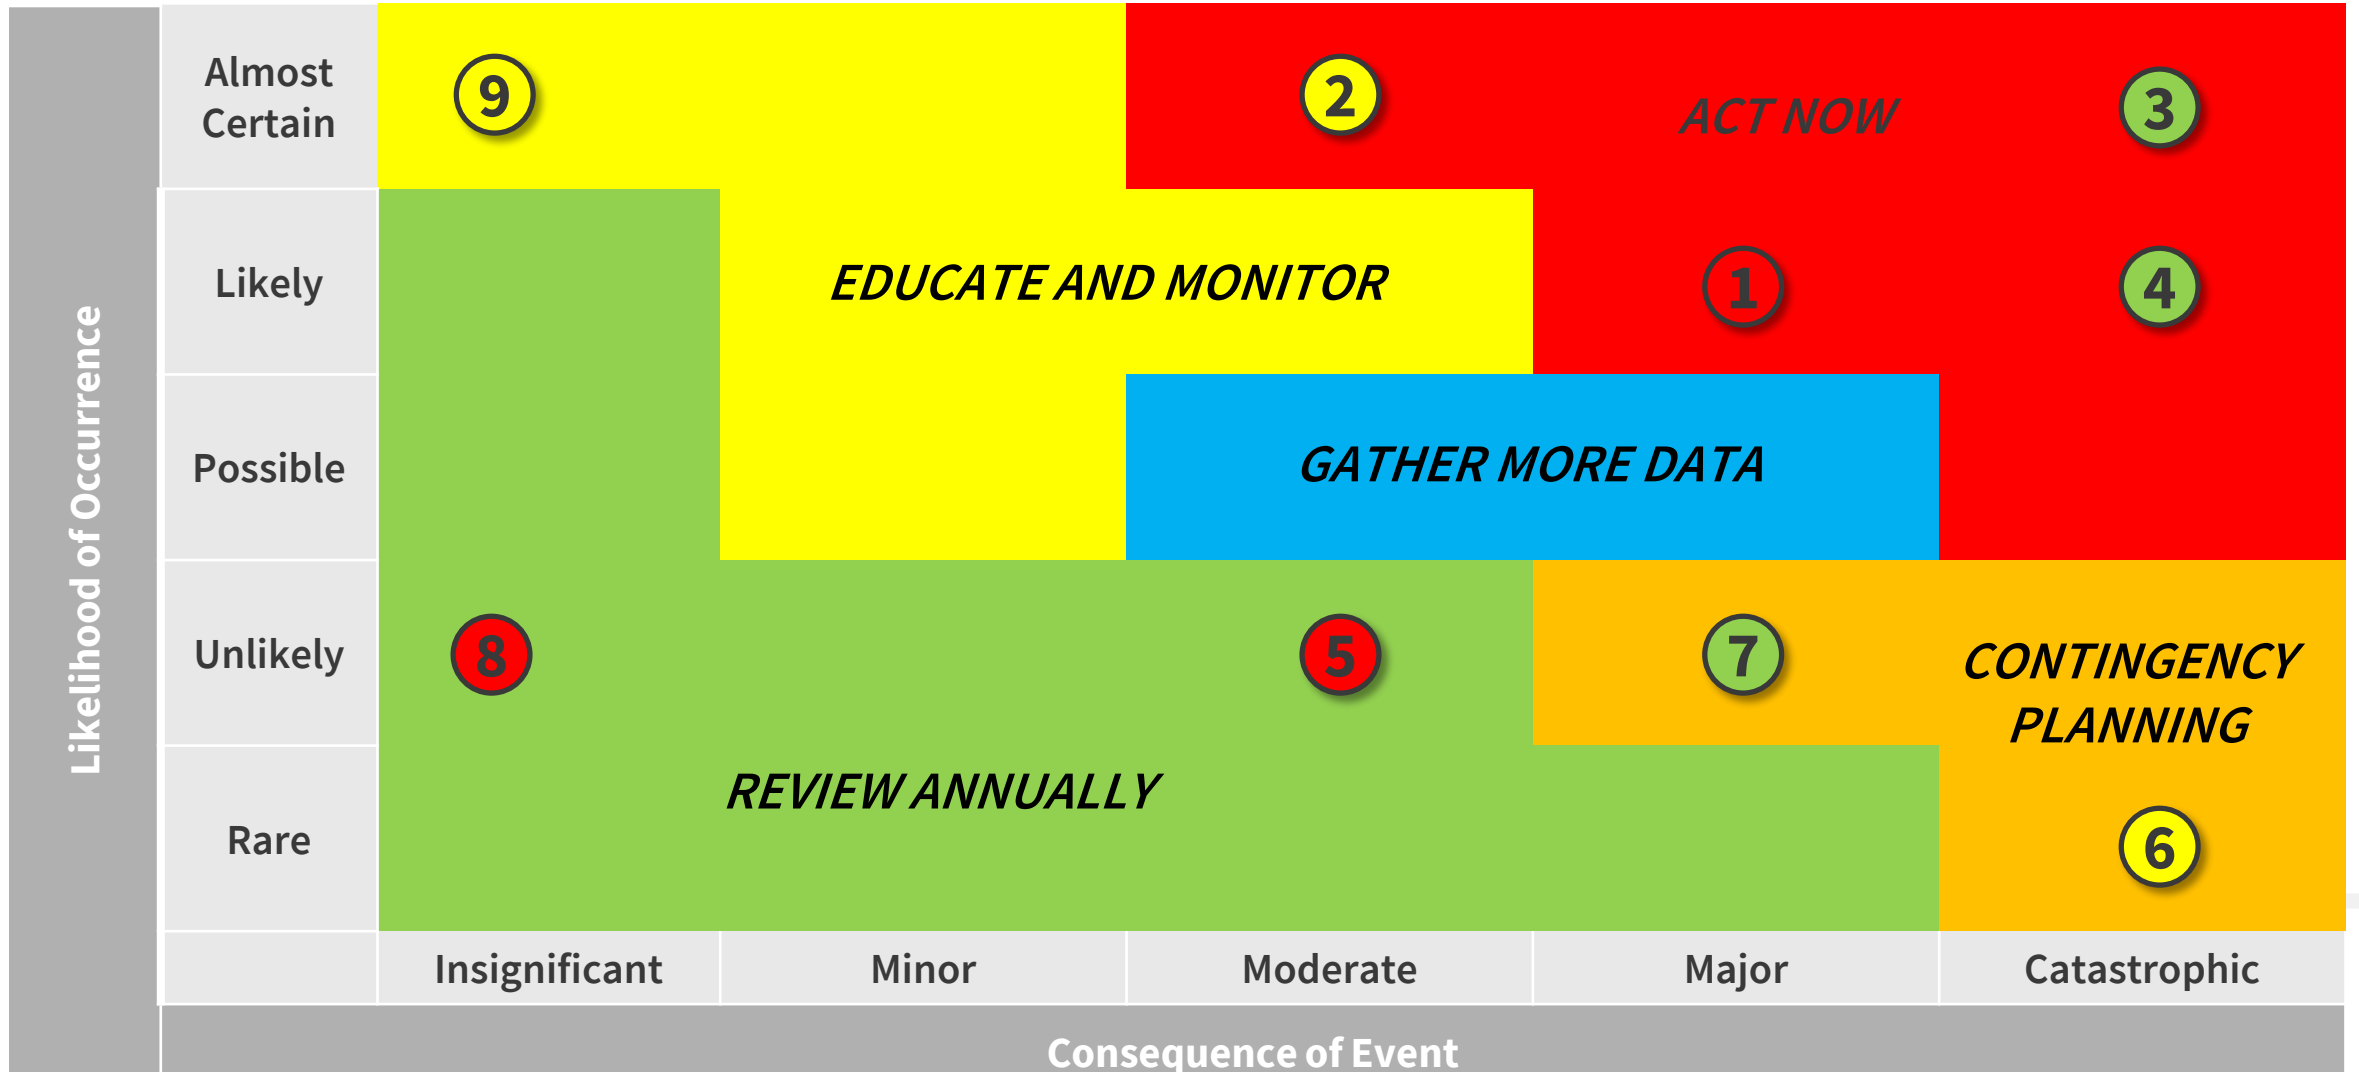 Likelihood of Occurrence
Almost
Certain
9
2
ACT NOW
3
Likely
EDUCATE AND MONITOR
1
4
Possible
GATHER MORE DATA
Unlikely
8
5
7
CONTINGENCY
PLANNING
REVIEW ANNUALLY
Rare
6
Insignificant
Minor
Moderate
Major
Catastrophic
Consequence of Event